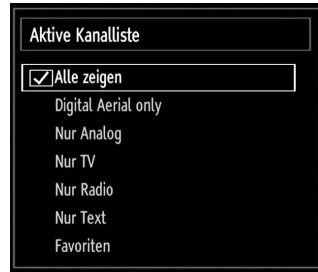 Aktive Kanalliste
Alle zeigen
Digital Aerial only
Nur Analog
Nur TV
Nur Radio
Nur Text
Favoriten